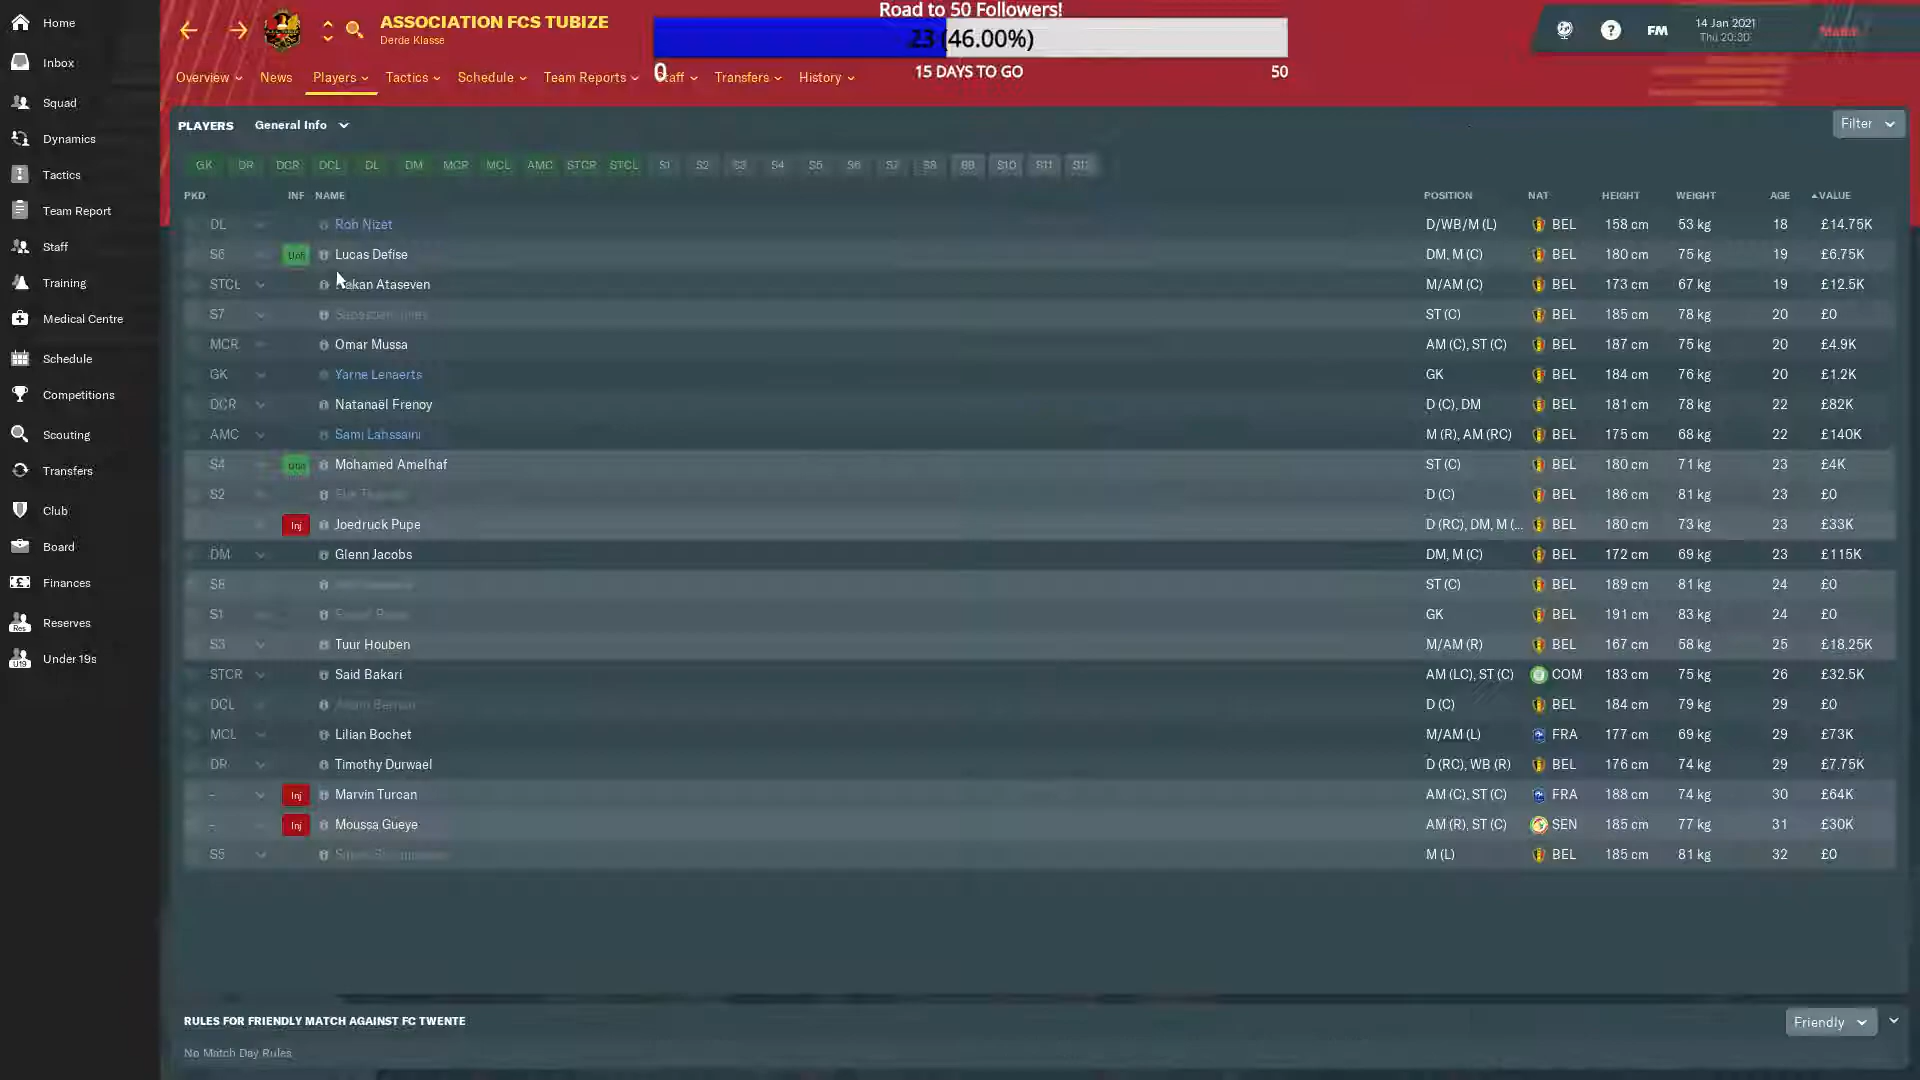 Home
Inbox
Squad
Dynamics
Tactics
Team Report
Staff
Training
Medical Centre
Schedule
Competitions
Scouting
Transfers
Club
Board
Finances
Reserves
Under 19s
ASSOCIATION FCS TUBIZE
Derde Klasse
Road to 50 Followers!
23 (46.00%)
0 15 DAYS TO GO 50
FM
14 Jan 2021
Thu 20:30
Overview News Players Tactics Schedule Team Reports Transfers History
PLAYERS General Info Filter
GK DR DCR DCL DL DM MCR MCL AMC STCR STCL S1 S2 S3 S4 S5 S6 S7 S8 S9 S10 S11
PKD INF NAME POSITION NAT HEIGHT WEIGHT AGE VALUE
DL Rob Nizet D/WB/M (L) BEL 158 cm 53 kg 18 £14.75K
S6 Lucas Defise DM, M (C) BEL 180 cm 75 kg 19 £6.75K
STCL Ataseven M/AM (C) BEL 173 cm 67 kg 19 £12.5K
S7 ST (C) BEL 185 cm 78 kg 20 £0
MCR Omar Mussa AM (C), ST (C) BEL 187 cm 75 kg 20 £4.9K
GK Yarne Lenaerts GK BEL 184 cm 76 kg 20 £1.2K
DCR Natanaël Frenoy D (C), DM BEL 181 cm 78 kg 22 £82K
AMC Sami Lahssaini M (R), AM (RC) BEL 175 cm 68 kg 22 £140K
S4 Mohamed Amelhaf ST (C) BEL 180 cm 71 kg 23 £4K
S2 D (C) BEL 186 cm 81 kg 23 £0
Inj Joedruck Pupe D (RC), DM, M (... BEL 180 cm 73 kg 23 £33K
DM Glenn Jacobs DM, M (C) BEL 172 cm 69 kg 23 £115K
S8 ST (C) BEL 189 cm 81 kg 24 £0
S1 GK BEL 191 cm 83 kg 24 £0
S3 Tuur Houben M/AM (R) BEL 167 cm 58 kg 25 £18.25K
STCR Said Bakari AM (LC), ST (C) COM 183 cm 75 kg 26 £32.5K
DCL D (C) BEL 184 cm 79 kg 29 £0
MCL Lilian Bochet M/AM (L) FRA 177 cm 69 kg 29 £73K
DR Timothy Durwael D (RC), WB (R) BEL 176 cm 74 kg 29 £7.75K
- Inj Marvin Turcan AM (C), ST (C) FRA 188 cm 74 kg 30 £64K
- Inj Moussa Gueye AM (R), ST (C) SEN 185 cm 77 kg 31 £30K
S5 M (L) BEL 185 cm 81 kg 32 £0
RULES FOR FRIENDLY MATCH AGAINST FC TWENTE Friendly
No Match Day Rules